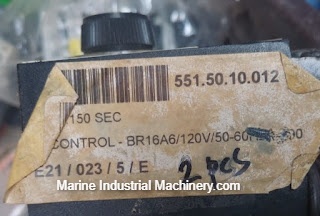 551.50.10.012
150 SEC
CONTROL - BR16A6/120V/50-60
E21 / 023 / 5 / E
2 pcs
Marine Industrial Machinery.com